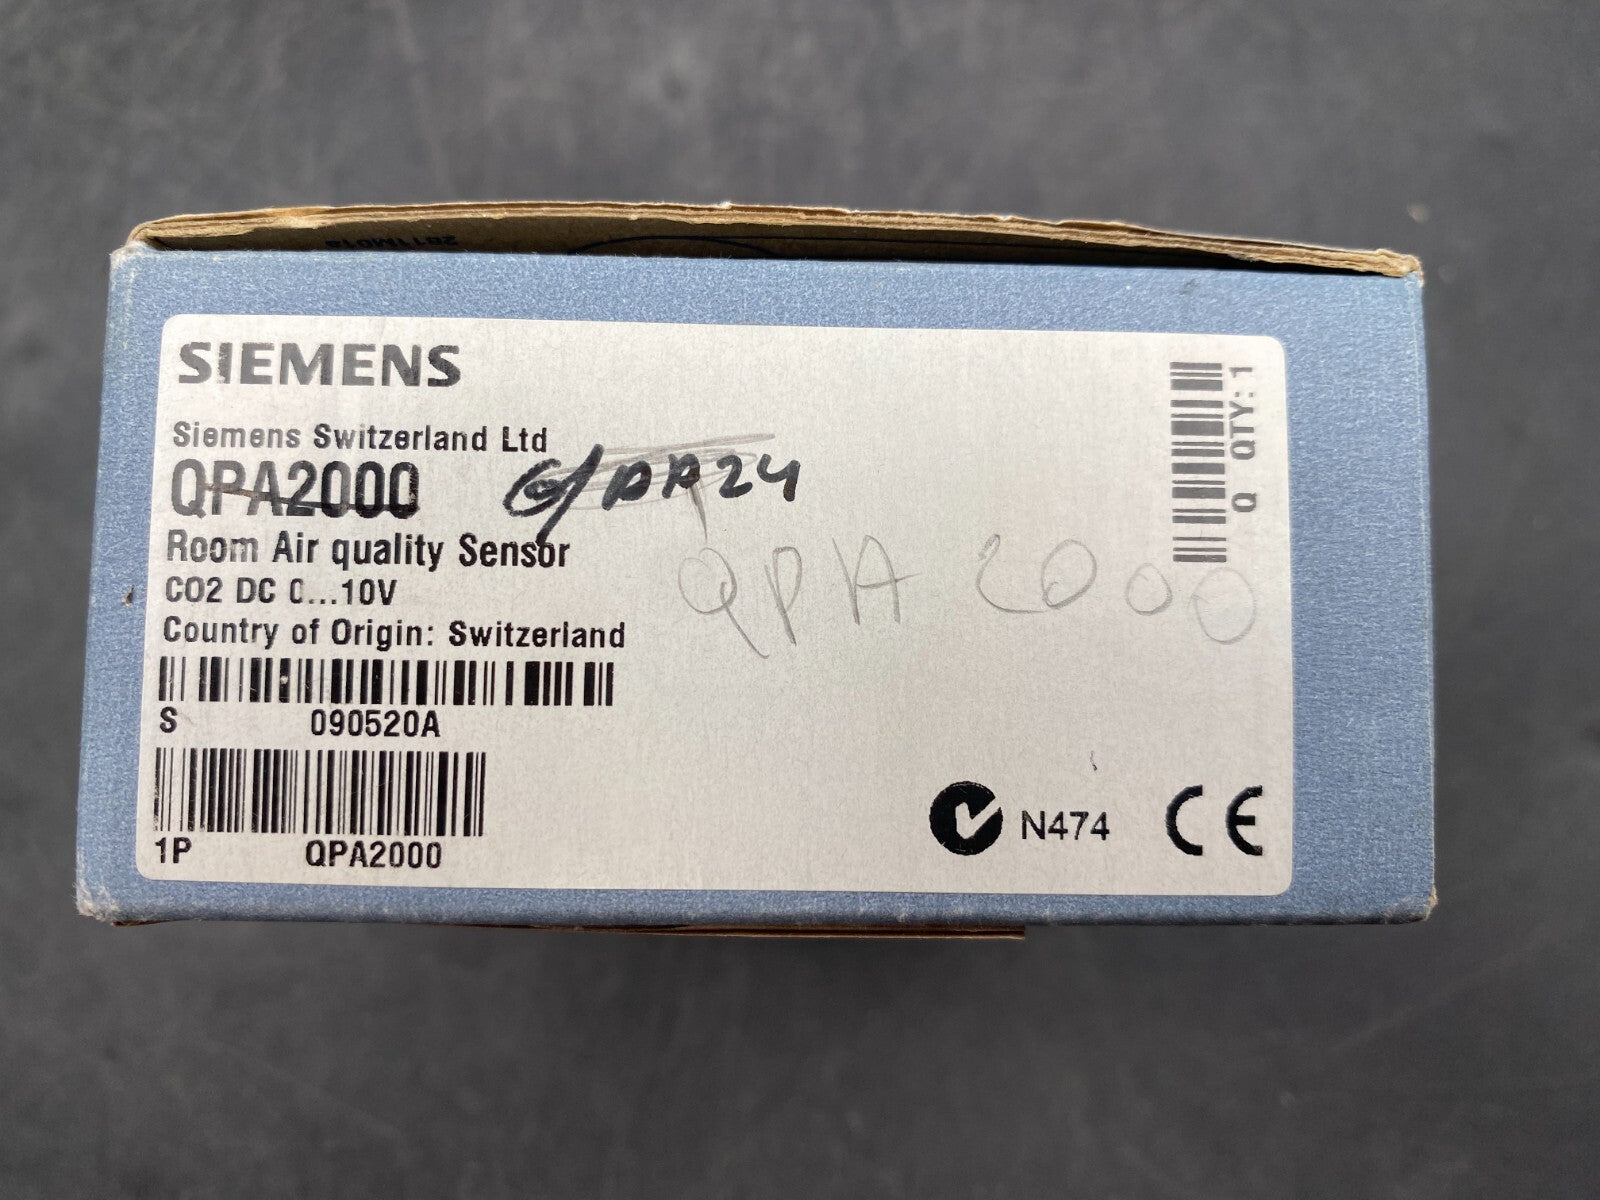 SIEMENS
Siemens Switzerland Ltd
QPA2000
Room Air quality Sensor
CO2 DC 0...10V
Country of Origin: Switzerland
S 090520A
1P QPA2000
QPA 2000
Q QTY: 1
N474
CE